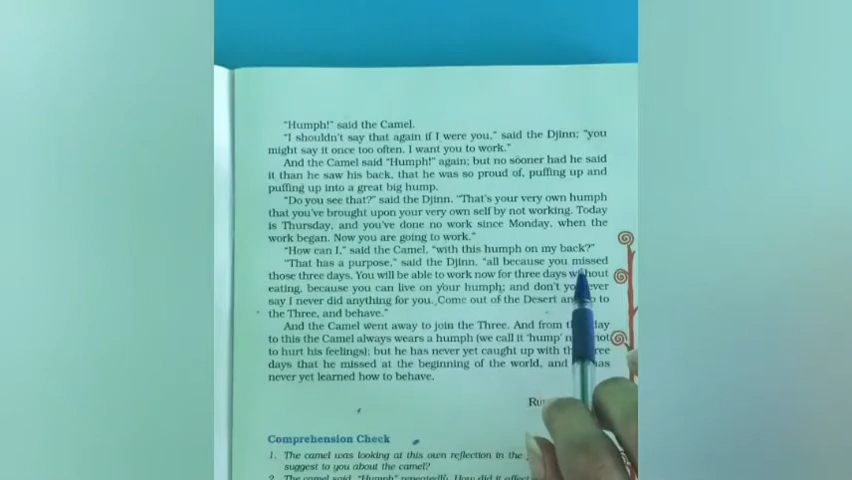 "Humph!" said the Camel.
"I shouldn't say that again if I were you," said the Djinn; "you
might say it once too often. I want you to work."
And the Camel said "Humph!" again; but no sooner had he said
it than he saw his back, that he was so proud of, puffing up and
puffing up into a great big humph.
"Do you see that?" said the Djinn. "That's your very own humph
that you've brought upon your very own self by not working. Today
is Thursday, and you've done no work since Monday, when the
work began. Now you are going to work."
"How can I," said the Camel, "with this humph on my back?"
"That has a purpose," said the Djinn, "all because you missed
those three days. You will be able to work now for three days without
eating, because you can live on your humph; and don't you ever
say I never did anything for you. Come out of the Desert and to
the Three, and behave."
And the Camel went away to join the Three. And from day
to this the Camel always wears a humph (we call it 'hump' not
to hurt his feelings); but he has never yet caught up with the
days that he missed at the beginning of the world, and has
never yet learned how to behave.
Comprehension Check
1. The camel was looking at this own reflection in the
suggest to you about the camel?
2. The camel said, "Humph" repeatedly. How did it affect